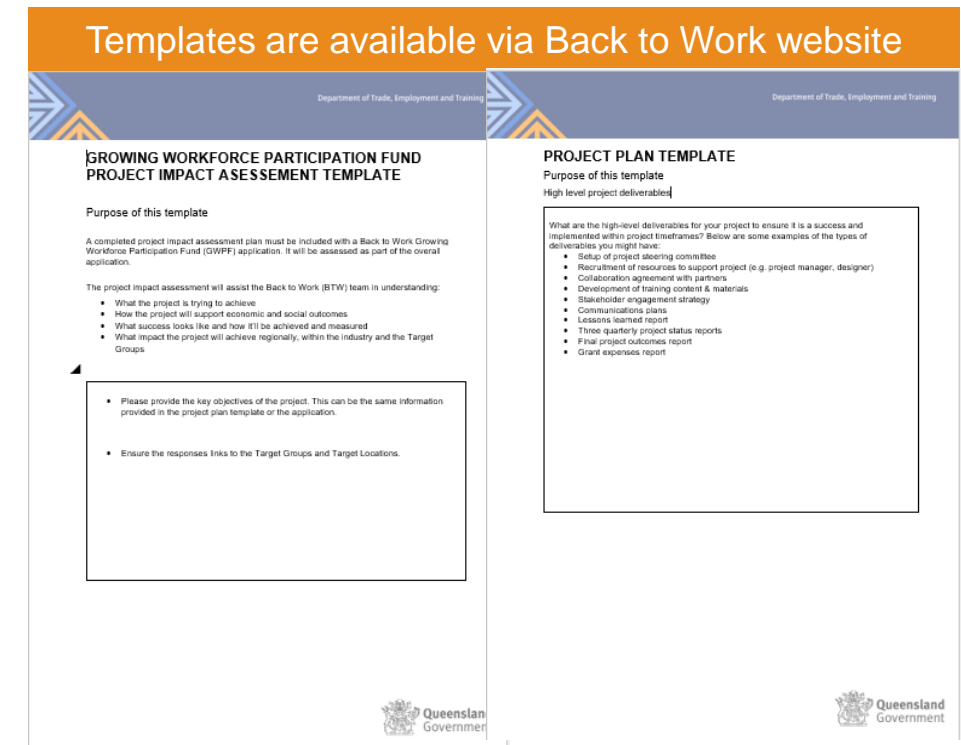 Templates are available via Back to Work website
Department of Trade, Employment and Training
GROWING WORKFORCE PARTICIPATION FUND
PROJECT IMPACT ASESSEMENT TEMPLATE
Purpose of this template
A completed project impact assessment plan must be included with a Back to Work Growing
Workforce Participation Fund (GWPF) application. It will be assessed as part of the overall
application.
The project impact assessment will assist the Back to Work (BTW) team in understanding:
• What the project is trying to achieve
• How the project will support economic and social outcomes
• What success looks like and how it'll be achieved and measured
• What impact the project will achieve regionally, within the industry and the Target
Groups
• Please provide the key objectives of the project. This can be the same information
provided in the project plan template or the application.
• Ensure the responses links to the Target Groups and Target Locations.
Queenslan
Governmer
Department of Trade, Employment and Training
PROJECT PLAN TEMPLATE
Purpose of this template
High level project deliverables
What are the high-level deliverables for your project to ensure it is a success and
implemented within project timeframes? Below are some examples of the types of
deliverables you might have:
• Setup of project steering committee
• Recruitment of resources to support project (e.g. project manager, designer)
• Collaboration agreement with partners
• Development of training content & materials
• Stakeholder engagement strategy
• Communications plans
• Lessons learned report
• Three quarterly project status reports
• Final project outcomes report
• Grant expenses report
Queensland
Government